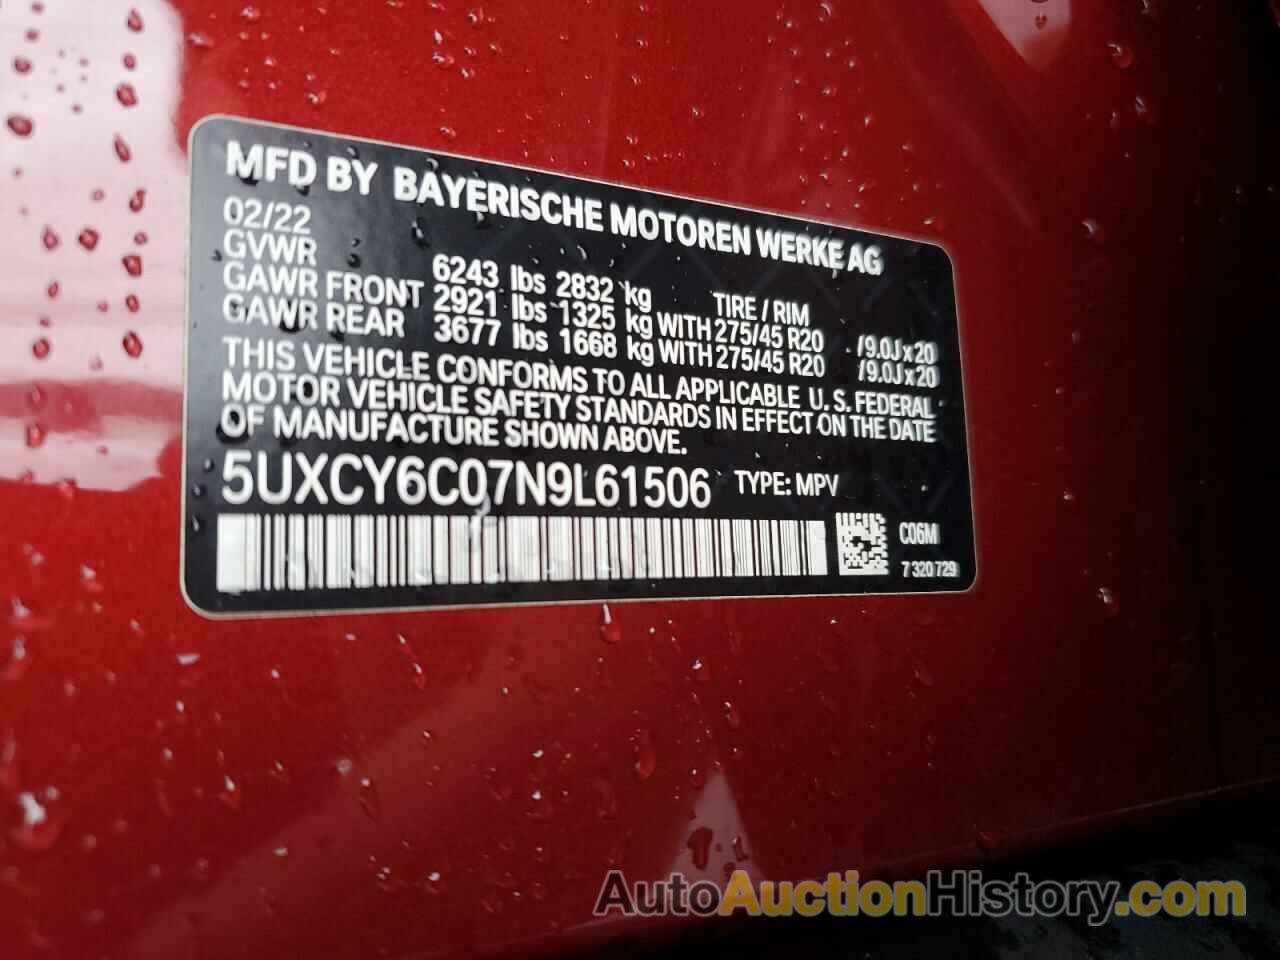 MFD BY BAYERISCHE MOTOREN WERKE AG
02/22
GVWR 6243 lbs 2832 kg TIRE / RIM
GAWR FRONT 2921 lbs 1325 kg WITH 275/45 R20 /9.0J x 20
GAWR REAR 3677 lbs 1668 kg WITH 275/45 R20 /9.0J x 20
THIS VEHICLE CONFORMS TO ALL APPLICABLE U. S. FEDERAL
MOTOR VEHICLE SAFETY STANDARDS IN EFFECT ON THE DATE
OF MANUFACTURE SHOWN ABOVE.
5UXCY6C07N9L61506 TYPE: MPV
C06M
7 320 729
AutoAuctionHistory.com